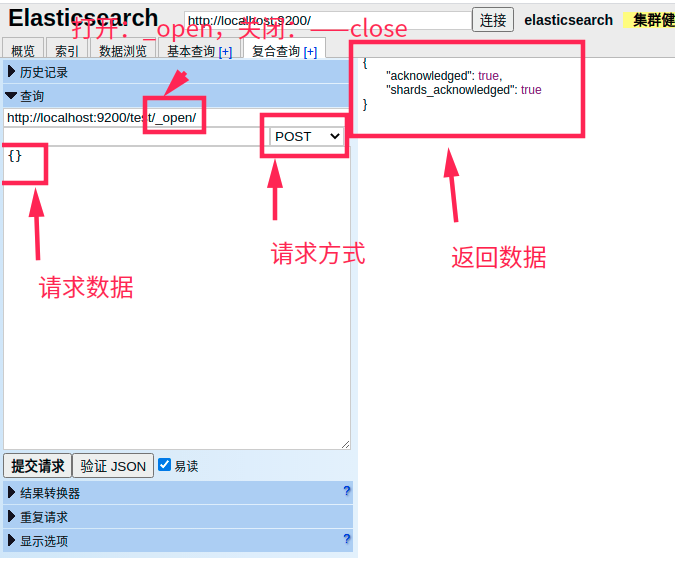 Elasticsearch
http://localhost:9200/
连接
elasticsearch
集群健
打开：_open，关闭：——close
概览
索引
数据浏览
基本查询 [+]
复合查询 [+]
历史记录
查询
http://localhost:9200/test/_open/
POST
{}
请求数据
请求方式
{
"acknowledged": true,
"shards_acknowledged": true
}
返回数据
提交请求
验证 JSON
易读
结果转换器
?
重复请求
显示选项
?